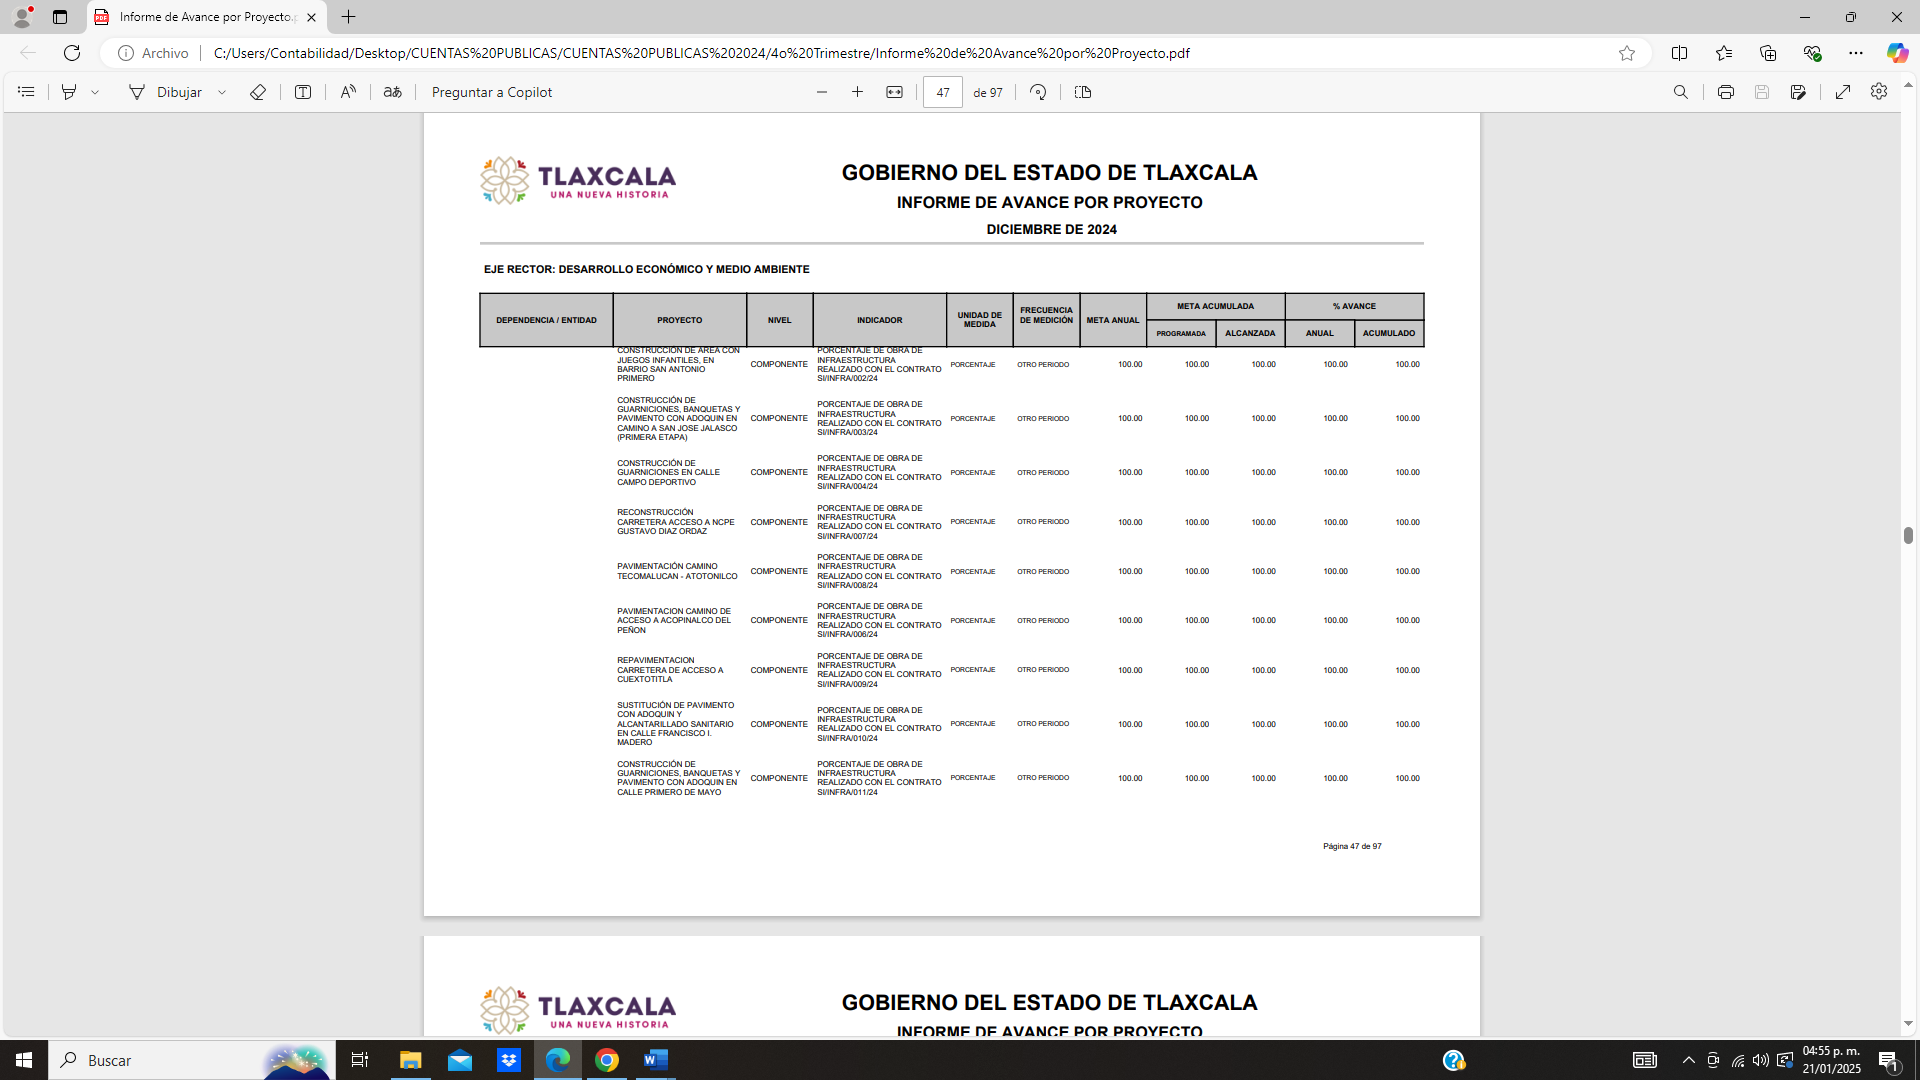 Informe de Avance por Proyecto.p
Archivo
C:/Users/Contabilidad/Desktop/CUENTAS%20PUBLICAS/CUENTAS%20PUBLICAS%202024/4o%20Trimestre/Informe%20de%20Avance%20por%20Proyecto.pdf
Dibujar
Preguntar a Copilot
47 de 97
TLAXCALA
UNA NUEVA HISTORIA
GOBIERNO DEL ESTADO DE TLAXCALA
INFORME DE AVANCE POR PROYECTO
DICIEMBRE DE 2024
EJE RECTOR: DESARROLLO ECONÓMICO Y MEDIO AMBIENTE
DEPENDENCIA / ENTIDAD
PROYECTO
NIVEL
INDICADOR
UNIDAD DE
MEDIDA
FRECUENCIA
DE MEDICIÓN
META ANUAL
META ACUMULADA
PROGRAMADA
ALCANZADA
% AVANCE
ANUAL
ACUMULADO
CONSTRUCCION DE AREA CON
JUEGOS INFANTILES, EN
BARRIO SAN ANTONIO
PRIMERO
COMPONENTE
PORCENTAJE DE OBRA DE
INFRAESTRUCTURA
REALIZADO CON EL CONTRATO
SI/INFRA/002/24
PORCENTAJE
OTRO PERIODO
100.00 100.00 100.00 100.00 100.00
CONSTRUCCIÓN DE
GUARNICIONES, BANQUETAS Y
PAVIMENTO CON ADOQUIN EN
CAMINO A SAN JOSE JALASCO
(PRIMERA ETAPA)
COMPONENTE
PORCENTAJE DE OBRA DE
INFRAESTRUCTURA
REALIZADO CON EL CONTRATO
SI/INFRA/003/24
PORCENTAJE
OTRO PERIODO
100.00 100.00 100.00 100.00 100.00
CONSTRUCCIÓN DE
GUARNICIONES EN CALLE
CAMPO DEPORTIVO
COMPONENTE
PORCENTAJE DE OBRA DE
INFRAESTRUCTURA
REALIZADO CON EL CONTRATO
SI/INFRA/004/24
PORCENTAJE
OTRO PERIODO
100.00 100.00 100.00 100.00 100.00
RECONSTRUCCIÓN
CARRETERA ACCESO A NCPE
GUSTAVO DIAZ ORDAZ
COMPONENTE
PORCENTAJE DE OBRA DE
INFRAESTRUCTURA
REALIZADO CON EL CONTRATO
SI/INFRA/007/24
PORCENTAJE
OTRO PERIODO
100.00 100.00 100.00 100.00 100.00
PAVIMENTACIÓN CAMINO
TECOMALUCAN - ATOTONILCO
COMPONENTE
PORCENTAJE DE OBRA DE
INFRAESTRUCTURA
REALIZADO CON EL CONTRATO
SI/INFRA/008/24
PORCENTAJE
OTRO PERIODO
100.00 100.00 100.00 100.00 100.00
PAVIMENTACION CAMINO DE
ACCESO A ACOPINALCO DEL
PEÑON
COMPONENTE
PORCENTAJE DE OBRA DE
INFRAESTRUCTURA
REALIZADO CON EL CONTRATO
SI/INFRA/006/24
PORCENTAJE
OTRO PERIODO
100.00 100.00 100.00 100.00 100.00
REPAVIMENTACION
CARRETERA DE ACCESO A
CUEXTOTITLA
COMPONENTE
PORCENTAJE DE OBRA DE
INFRAESTRUCTURA
REALIZADO CON EL CONTRATO
SI/INFRA/009/24
PORCENTAJE
OTRO PERIODO
100.00 100.00 100.00 100.00 100.00
SUSTITUCIÓN DE PAVIMENTO
CON ADOQUIN Y
ALCANTARILLADO SANITARIO
EN CALLE FRANCISCO I.
MADERO
COMPONENTE
PORCENTAJE DE OBRA DE
INFRAESTRUCTURA
REALIZADO CON EL CONTRATO
SI/INFRA/010/24
PORCENTAJE
OTRO PERIODO
100.00 100.00 100.00 100.00 100.00
CONSTRUCCIÓN DE
GUARNICIONES, BANQUETAS Y
PAVIMENTO CON ADOQUIN EN
CALLE PRIMERO DE MAYO
COMPONENTE
PORCENTAJE DE OBRA DE
INFRAESTRUCTURA
REALIZADO CON EL CONTRATO
SI/INFRA/011/24
PORCENTAJE
OTRO PERIODO
100.00 100.00 100.00 100.00 100.00
Página 47 de 97
TLAXCALA
UNA NUEVA HISTORIA
GOBIERNO DEL ESTADO DE TLAXCALA
INFORME DE AVANCE POR PROYECTO
Buscar
04:55 p. m.
21/01/2025
1